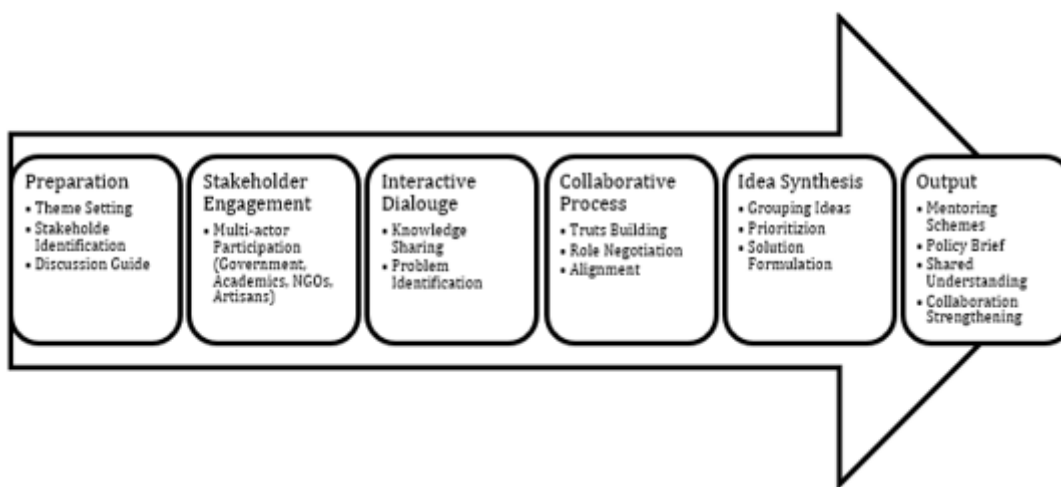 Preparation
• Theme Setting
• Stakeholde
Identification
• Discussion Guide
Stakeholder
Engagement
• Multi-actor
Participation
(Government,
Academics, NGOs,
Artisans)
Interactive
Dialouge
• Knowledge
Sharing
• Problem
Identification
Collaborative
Process
• Truts Building
• Role Negotiation
• Alignment
Idea Synthesis
• Grouping Ideas
• Prioritizion
• Solution
Formulation
Output
• Mentoring
Schemes
• Policy Brief
• Shared
Understanding
• Collaboration
Strengthening